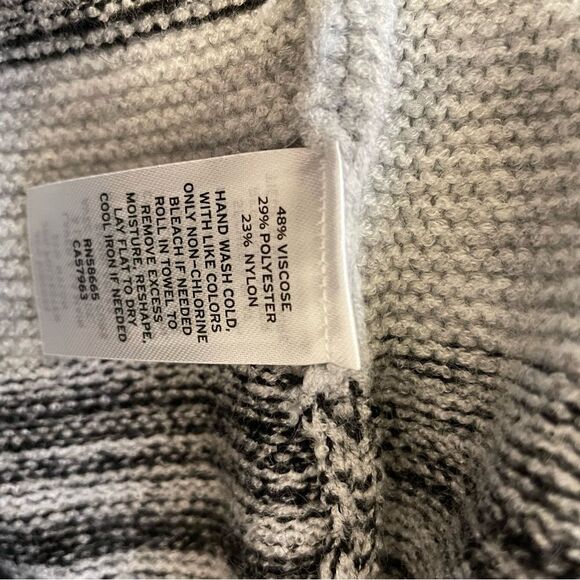 48% VISCOSE
29% POLYESTER
23% NYLON
HAND WASH COLD,
WITH LIKE COLORS
ONLY NON-CHLORINE
BLEACH IF NEEDED
ROLL IN TOWEL TO
REMOVE EXCESS
MOISTURE, RESHAPE,
LAY FLAT TO DRY
COOL IRON IF NEEDED
RN58665
CA57963